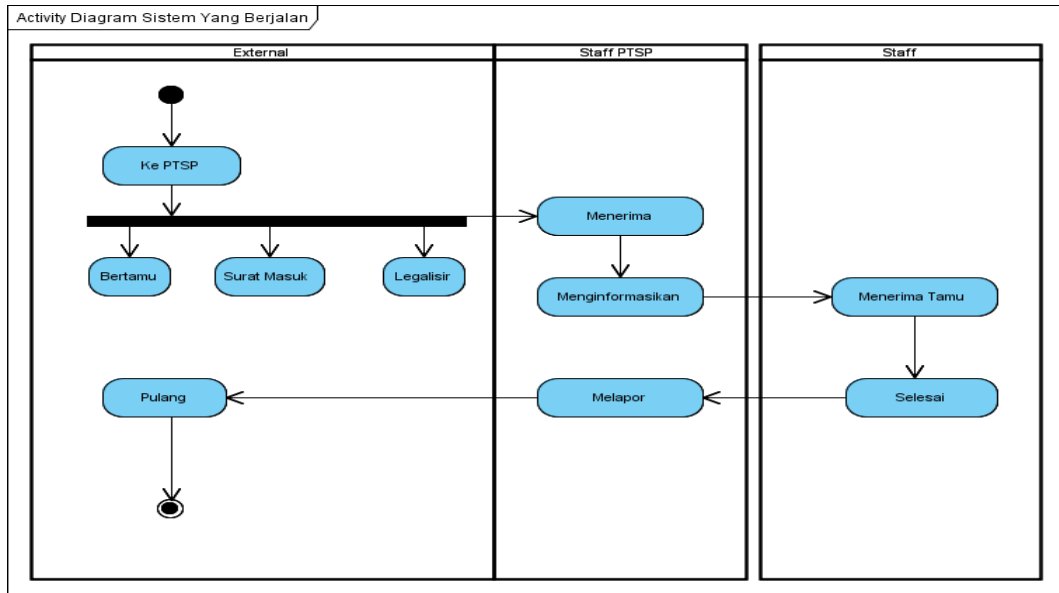 Activity Diagram Sistem Yang Berjalan
External
Staff PTSP
Staff
Ke PTSP
Menerima
Bertamu
Surat Masuk
Legalisir
Menginformasikan
Menerima Tamu
Pulang
Melapor
Selesai